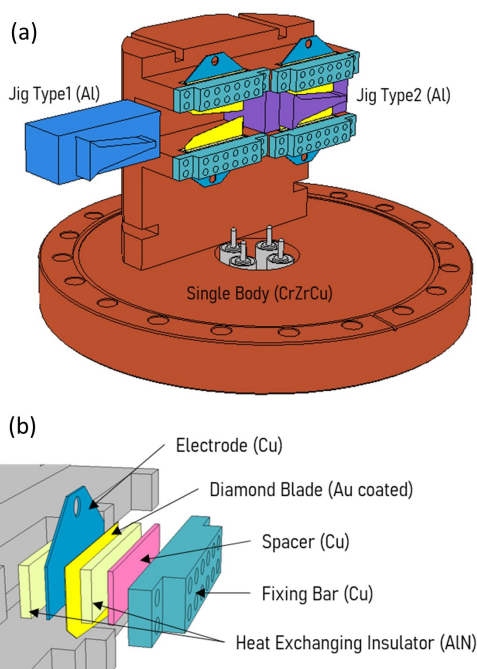 (a)
Jig Type1 (Al)
Jig Type2 (Al)
Single Body (CrZrCu)
(b)
Electrode (Cu)
Diamond Blade (Au coated)
Spacer (Cu)
Fixing Bar (Cu)
Heat Exchanging Insulator (AlN)